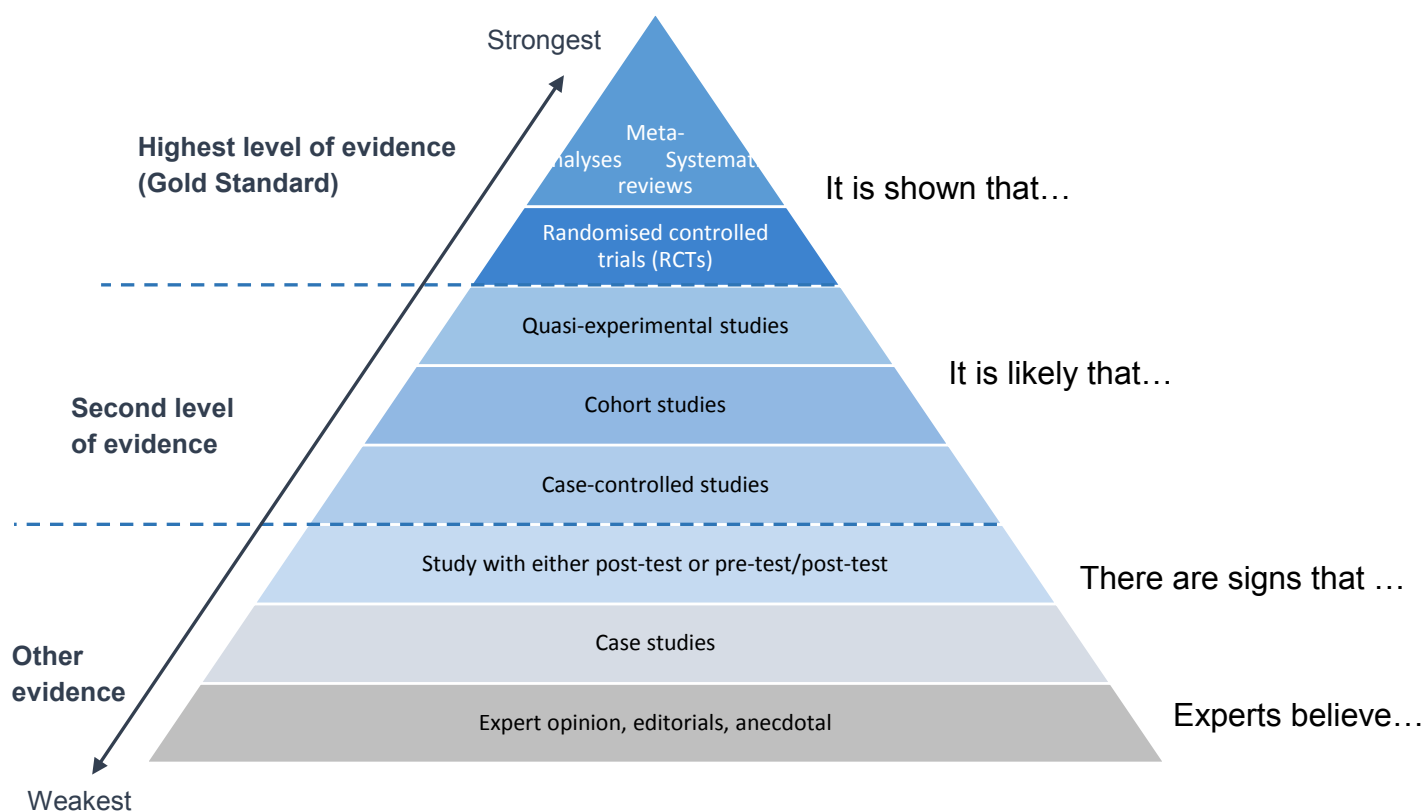 Strongest
Highest level of evidence
(Gold Standard)
Meta-
nalyses Systemati
reviews
It is shown that…
Randomised controlled
trials (RCTs)
Quasi-experimental studies
It is likely that…
Second level
of evidence
Cohort studies
Case-controlled studies
Study with either post-test or pre-test/post-test
There are signs that …
Other
evidence
Case studies
Expert opinion, editorials, anecdotal
Experts believe…
Weakest